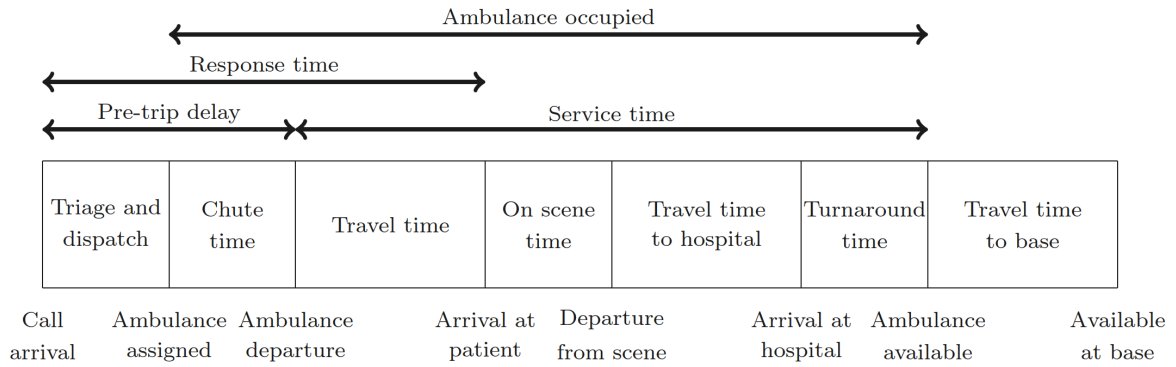 Ambulance occupied
Response time
Pre-trip delay
Service time
Triage and
dispatch
Chute
time
Travel time
On scene
time
Travel time
to hospital
Turnaround
time
Travel time
to base
Call
arrival
Ambulance
assigned
Ambulance
departure
Arrival at
patient
Departure
from scene
Arrival at
hospital
Ambulance
available
Available
at base